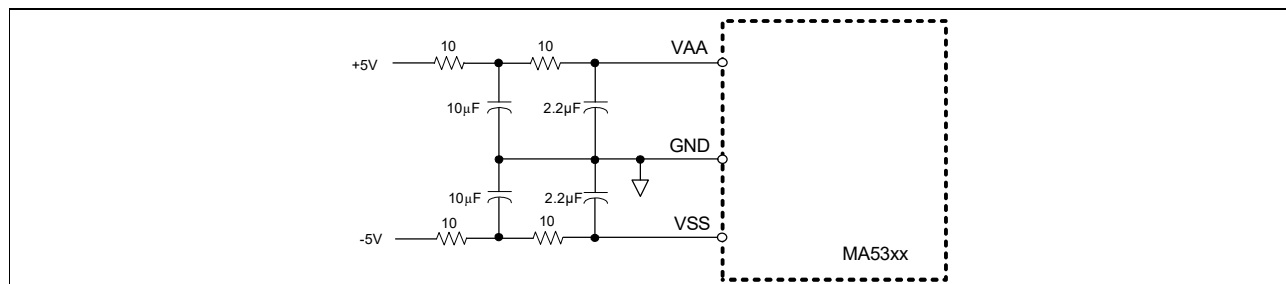 10 10 VAA
+5V
10μF 2.2µF
GND
10μF 2.2µF
10 10 VSS
-5V
MA53xx